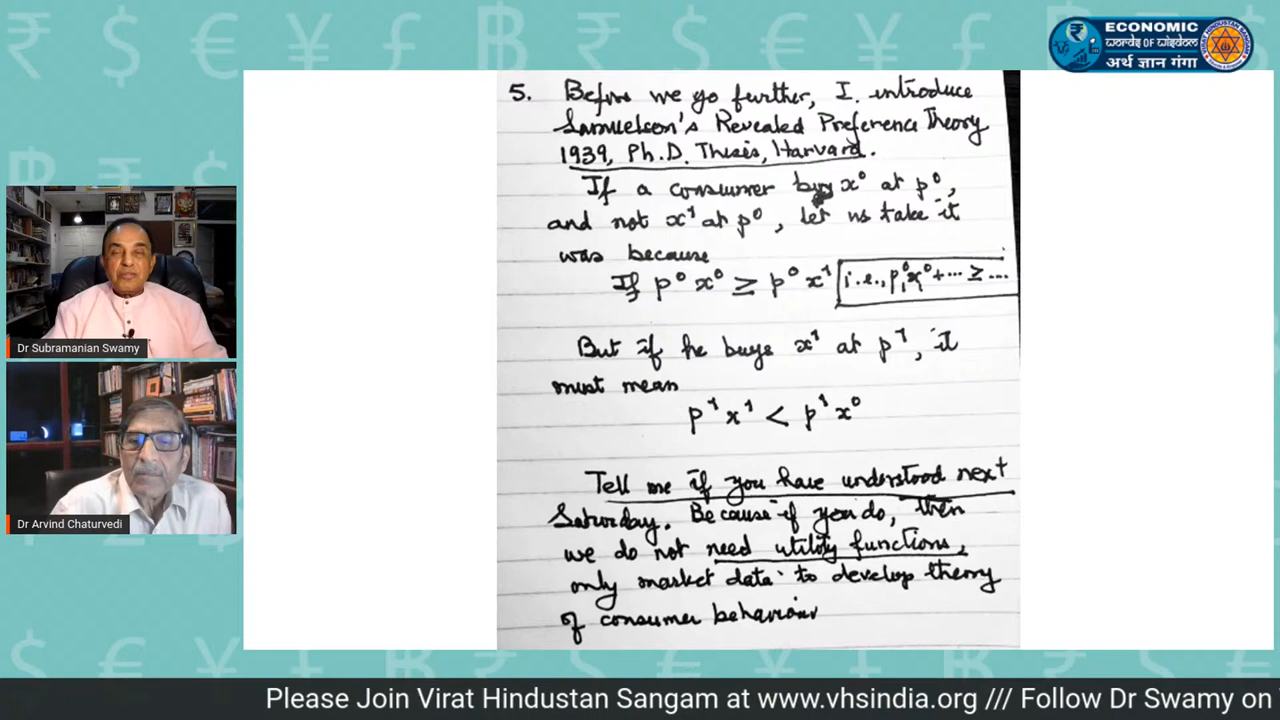 ECONOMIC
WORDS OF WISDOM
अर्थ ज्ञान गंगा
5. Before we go further, I. introduce
Samuelson's Revealed Preference Theory
1939, Ph.D. Thesis, Harvard.
If a consumer buys x⁰ at p⁰,
and not x¹ at p⁰, let us take it
was because
If p⁰x⁰ ≥ p⁰x¹ i.e., p₁⁰x₁⁰+ ... ≥ ...
But if he buys x¹ at p¹, it
must mean
p¹x¹ < p¹x⁰
Tell me if you have understood next
Saturday. Because if you do, then
we do not need utility functions,
only market data to develop theory
of consumer behaviour
Dr Subramanian Swamy
Dr Arvind Chaturvedi
Please Join Virat Hindustan Sangam at www.vhsindia.org /// Follow Dr Swamy on